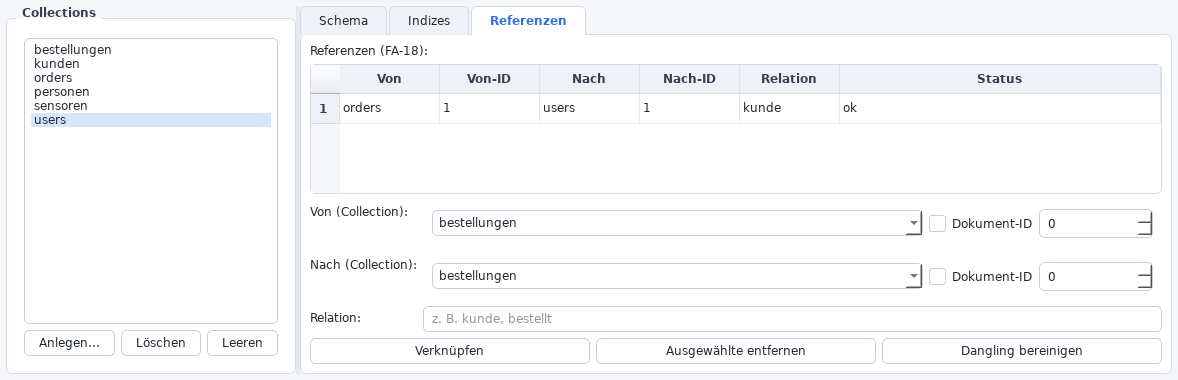 Collections
bestellungen
kunden
orders
personen
sensoren
users
Anlegen... Löschen Leeren
Schema Indizes Referenzen
Referenzen (FA-18):
Von Von-ID Nach Nach-ID Relation Status
1 orders 1 users 1 kunde ok
Von (Collection): bestellungen Dokument-ID 0
Nach (Collection): bestellungen Dokument-ID 0
Relation: z. B. kunde, bestellt
Verknüpfen Ausgewählte entfernen Dangling bereinigen